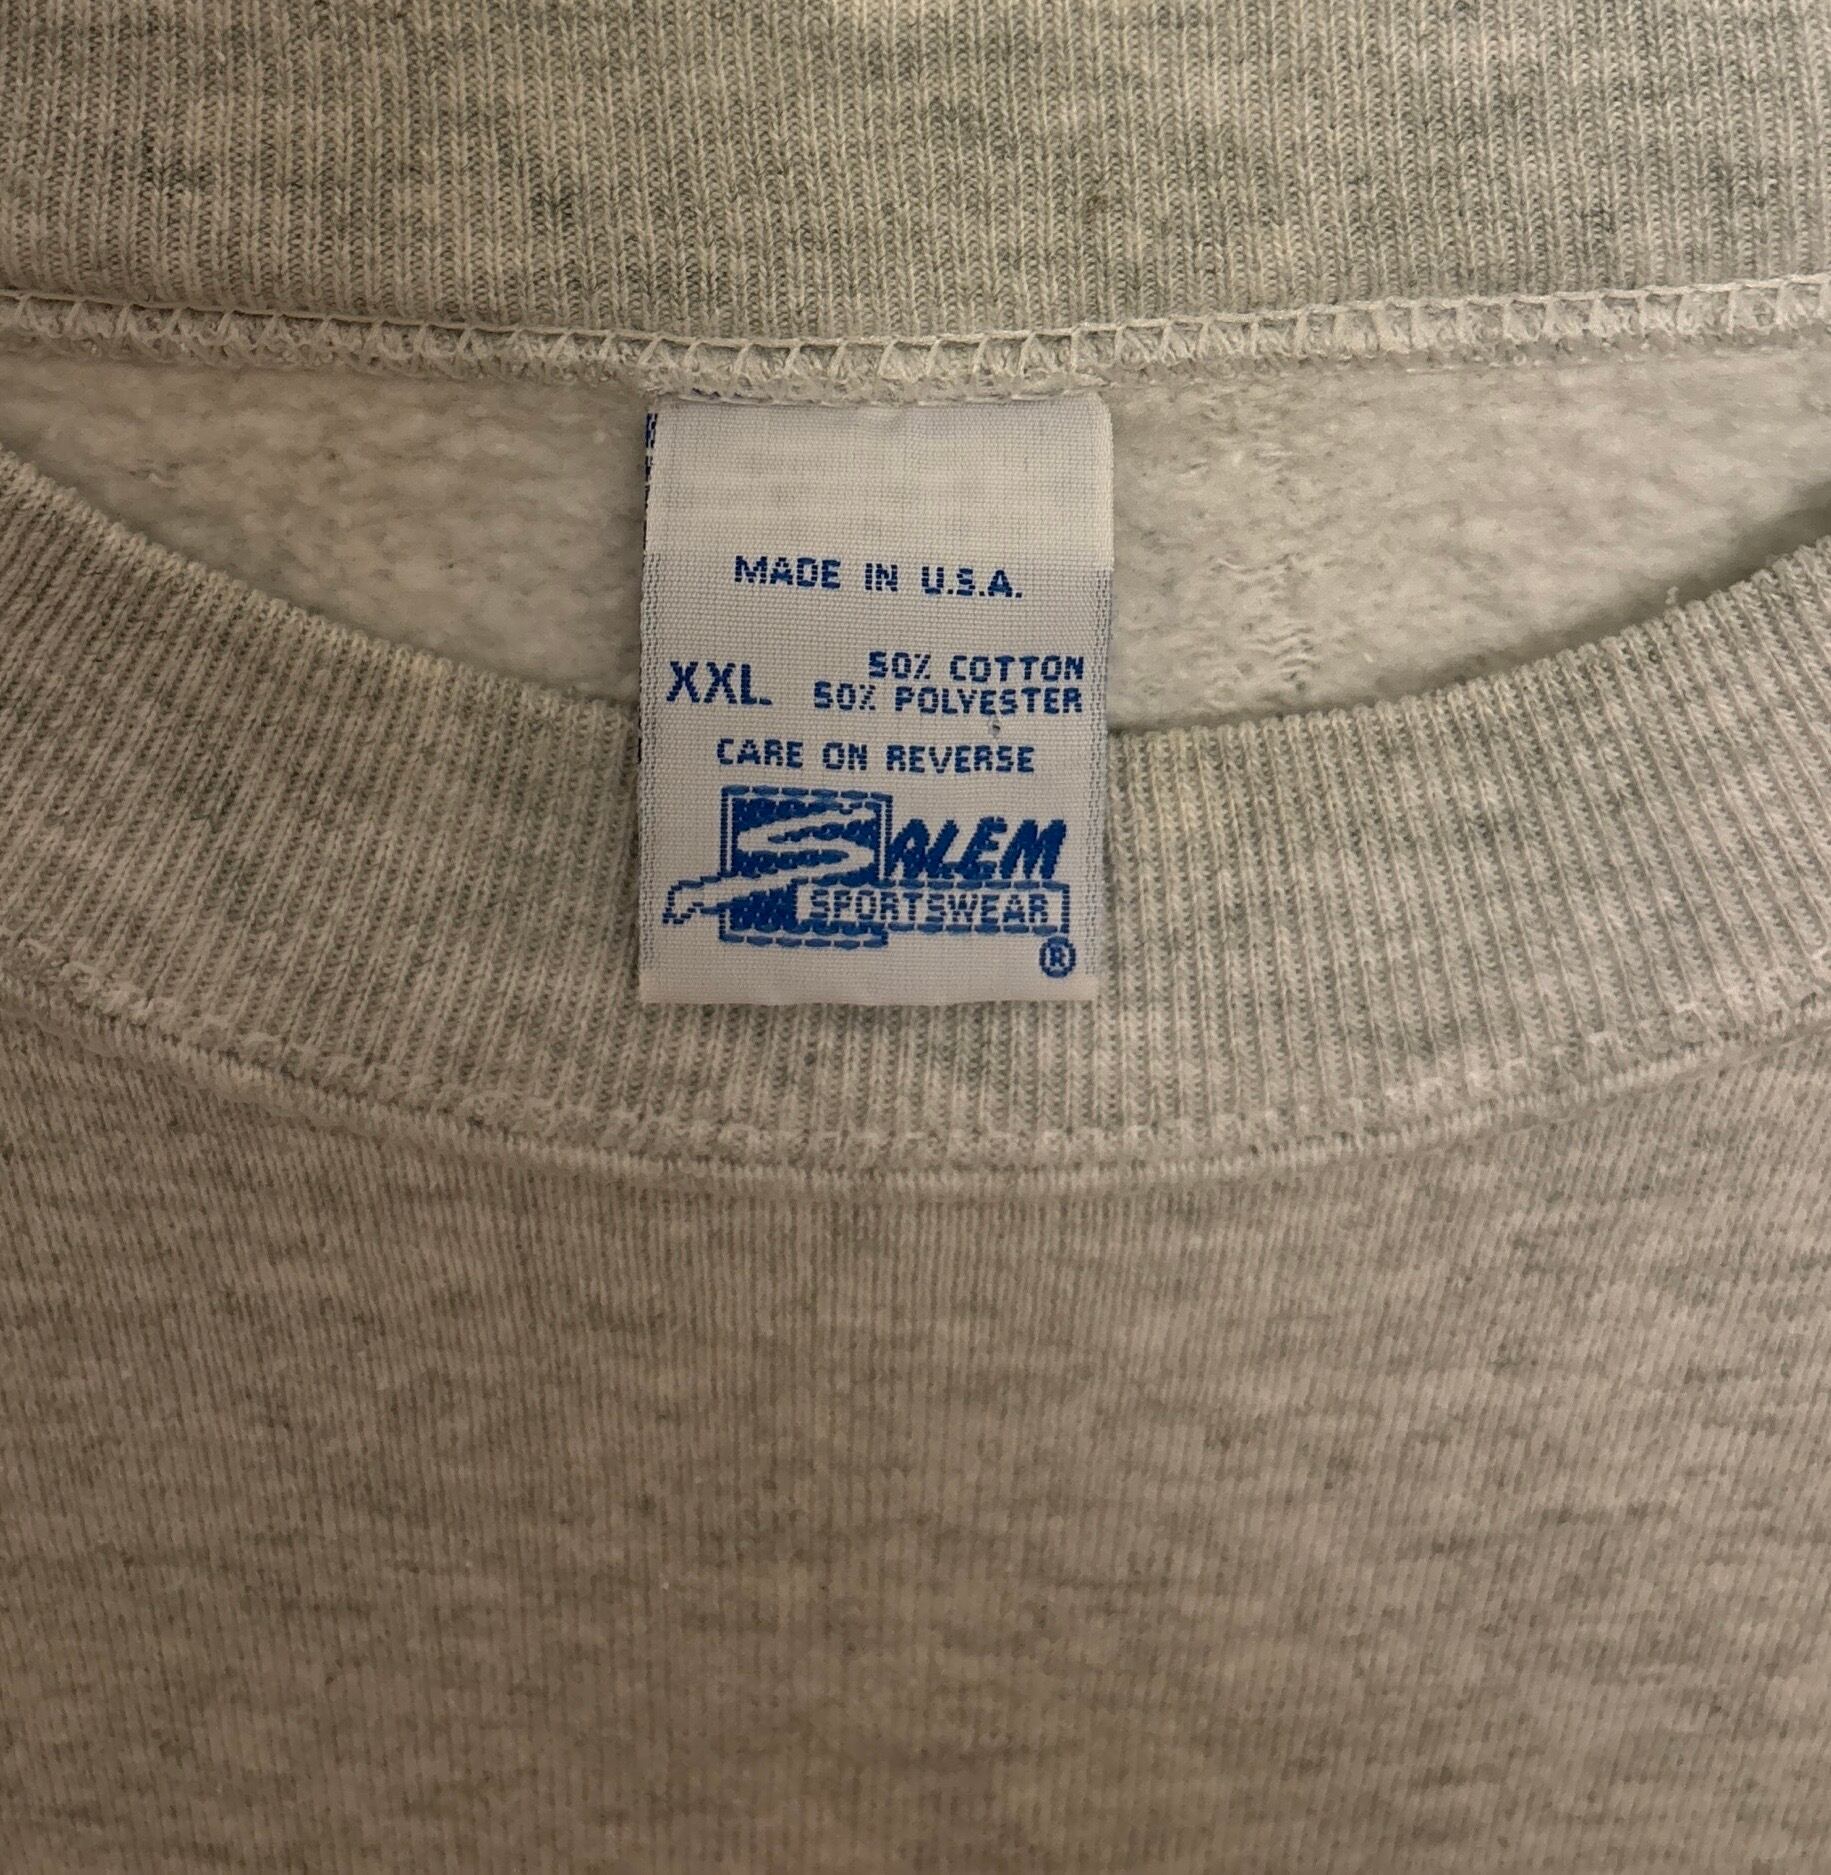 MADE IN U.S.A.
XXL
50% COTTON
50% POLYESTER
CARE ON REVERSE
SALEM
SPORTSWEAR
®